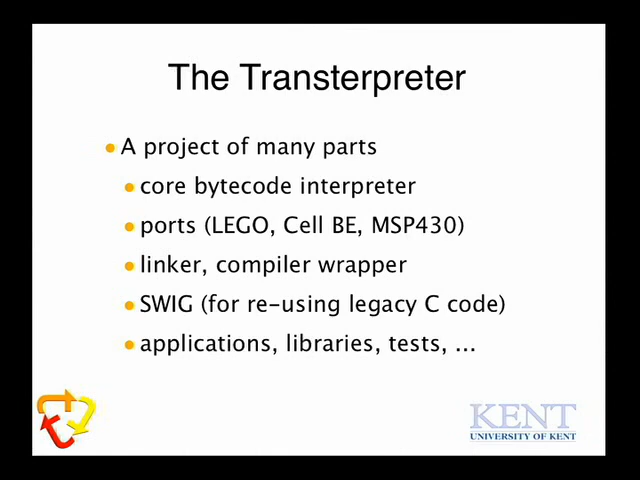 The Transterpreter
A project of many parts
core bytecode interpreter
ports (LEGO, Cell BE, MSP430)
linker, compiler wrapper
SWIG (for re-using legacy C code)
applications, libraries, tests, ...
KENT
UNIVERSITY OF KENT